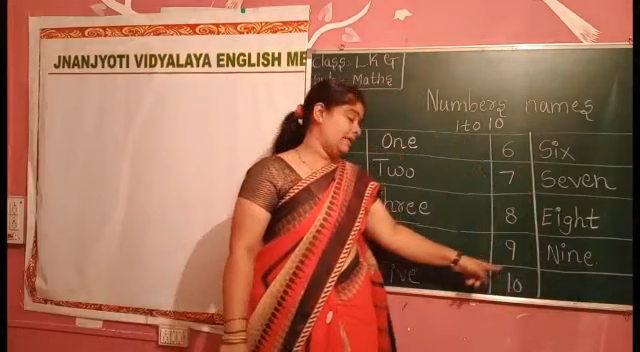 JNANJYOTI VIDYALAYA ENGLISH ME
Class: LKG
Maths
Numbers names
1 to 10
One 6 Six
Two 7 Seven
hree 8 Eight
9 Nine
ive 10